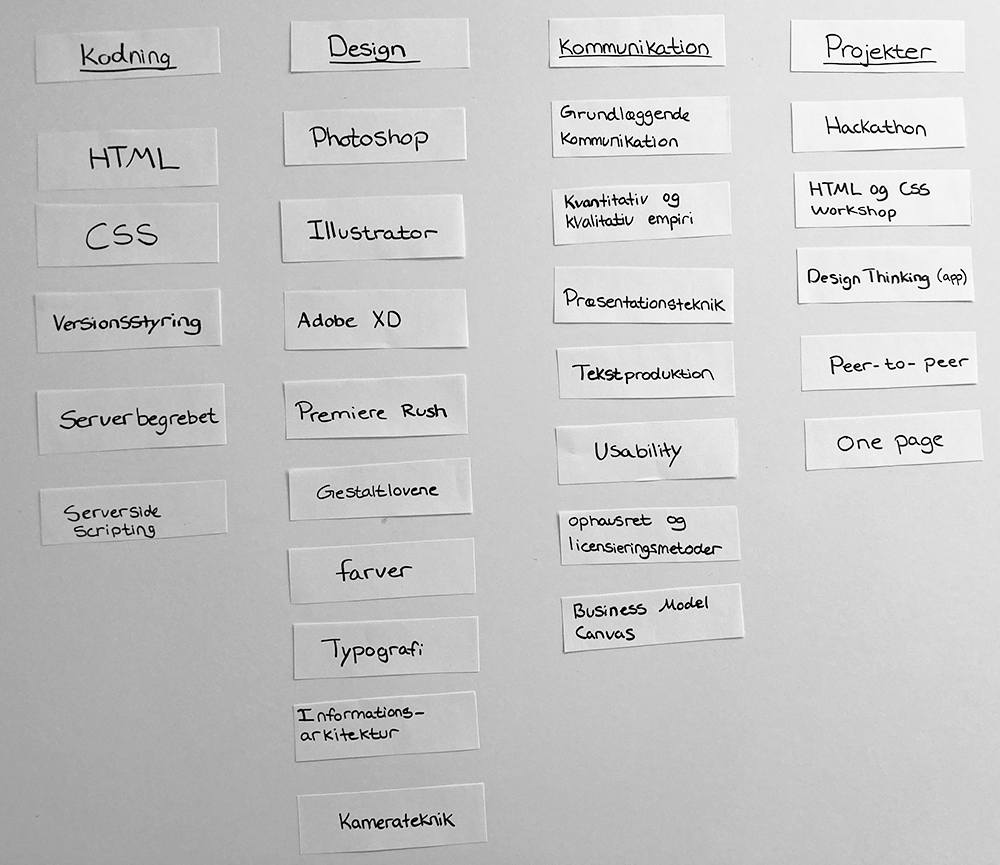 Kodning
HTML
CSS
Versionsstyring
Serverbegrebet
Serverside
scripting
Design
Photoshop
Illustrator
Adobe XD
Premiere Rush
Gestaltlovene
farver
Typografi
Informations-
arkitektur
Kamerateknik
Kommunikation
Grundlæggende
Kommunikation
Kvantitativ og
kvalitativ empiri
Præsentationsteknik
Tekstproduktion
Usability
Ophavsret og
licensieringsmetoder
Business Model
Canvas
Projekter
Hackathon
HTML og CSS
Workshop
Design Thinking (app)
Peer-to-peer
One page